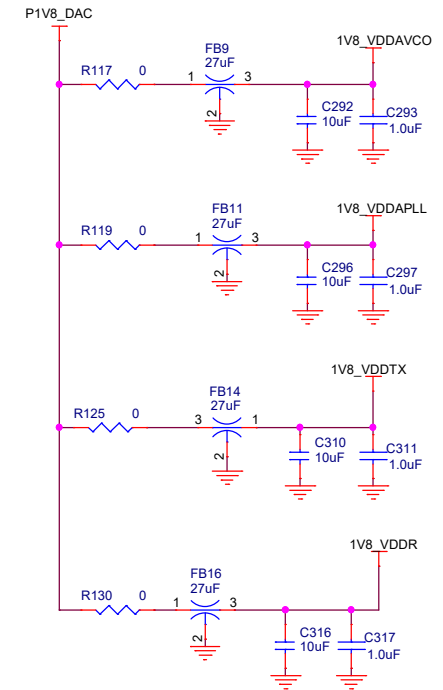 P1V8_DAC
FB9
27uF
1V8_VDDAVCO
R117 0
1 3
2
C292
10uF
C293
1.0uF
FB11
27uF
1V8_VDDAPLL
R119 0
1 3
2
C296
10uF
C297
1.0uF
1V8_VDDTX
FB14
27uF
R125 0
3 1
2
C310
10uF
C311
1.0uF
1V8_VDDR
FB16
27uF
R130 0
1 3
2
C316
10uF
C317
1.0uF